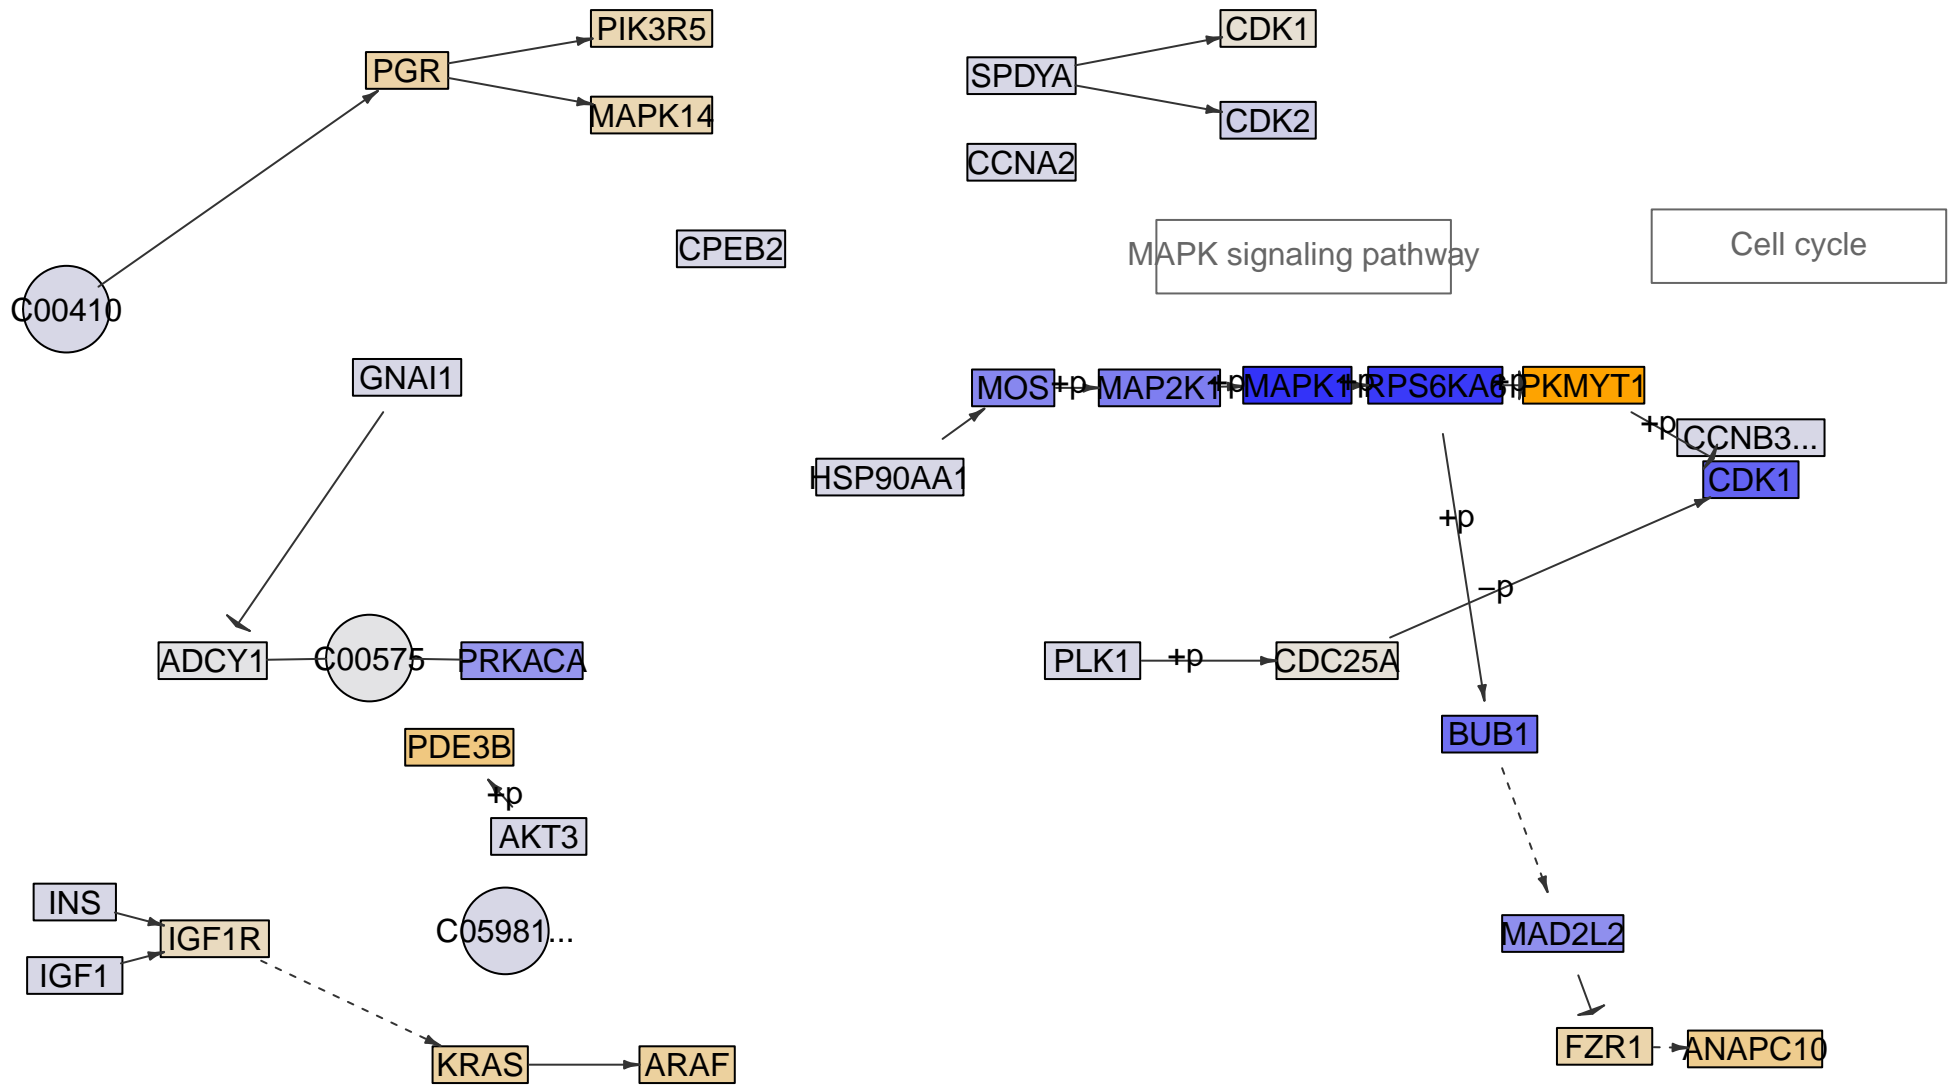 PIK3R5
CDK1
PGR
SPDYA
MAPK14
CDK2
CCNA2
CPEB2
MAPK signaling pathway
Cell cycle
C00410
GNAI1
MOS
+p
MAP2K1
+p
MAPK1
+p
RPS6KA6
+p
PKMYT1
+p
CCNB3...
HSP90AA1
CDK1
+p
–p
ADCY1
C00575
PRKACA
PLK1
+p
CDC25A
PDE3B
BUB1
+p
AKT3
INS
IGF1R
C05981...
MAD2L2
IGF1
KRAS
ARAF
FZR1
ANAPC10